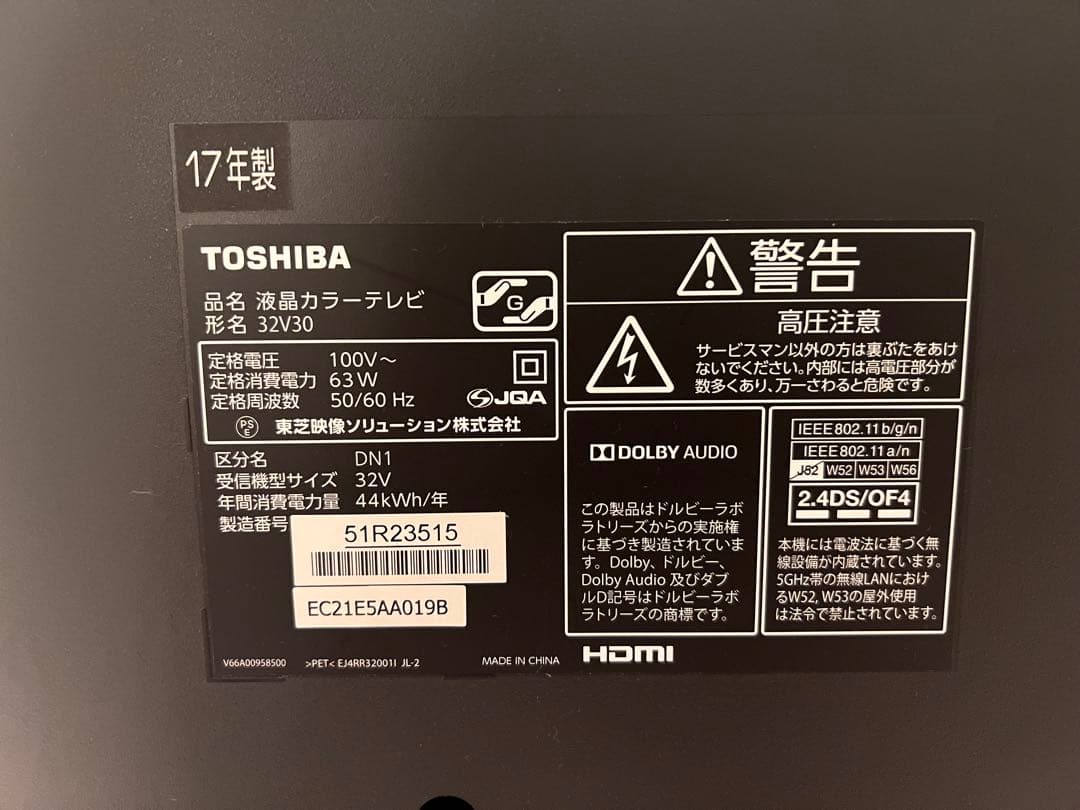 17年製
TOSHIBA
品名 液晶カラーテレビ
形名 32V30
G
定格電圧 100V～
定格消費電力 63W
定格周波数 50/60 Hz
JQA
PS
E
東芝映像ソリューション株式会社
区分名 DN1
受信機型サイズ 32V
年間消費電力量 44kWh/年
製造番号
51R23515
EC21E5AA019B
V66A00958500 >PET< EJ4RR32001I JL-2
MADE IN CHINA
警告
高圧注意
サービスマン以外の方は裏ぶたをあけ
ないでください。内部には高電圧部分が
数多くあり、万一さわると危険です。
DOLBY AUDIO
この製品はドルビーラボ
ラトリーズからの実施権
に基づき製造されていま
す。Dolby、ドルビー、
Dolby Audio 及びダブ
ルD記号はドルビーラボ
ラトリーズの商標です。
IEEE802.11b/g/n
IEEE802.11a/n
J52 W52 W53 W56
2.4DS/OF4
本機には電波法に基づく無
線設備が内蔵されています。
5GHz帯の無線LANにおけ
るW52, W53の屋外使用
は法令で禁止されています。
HDMI